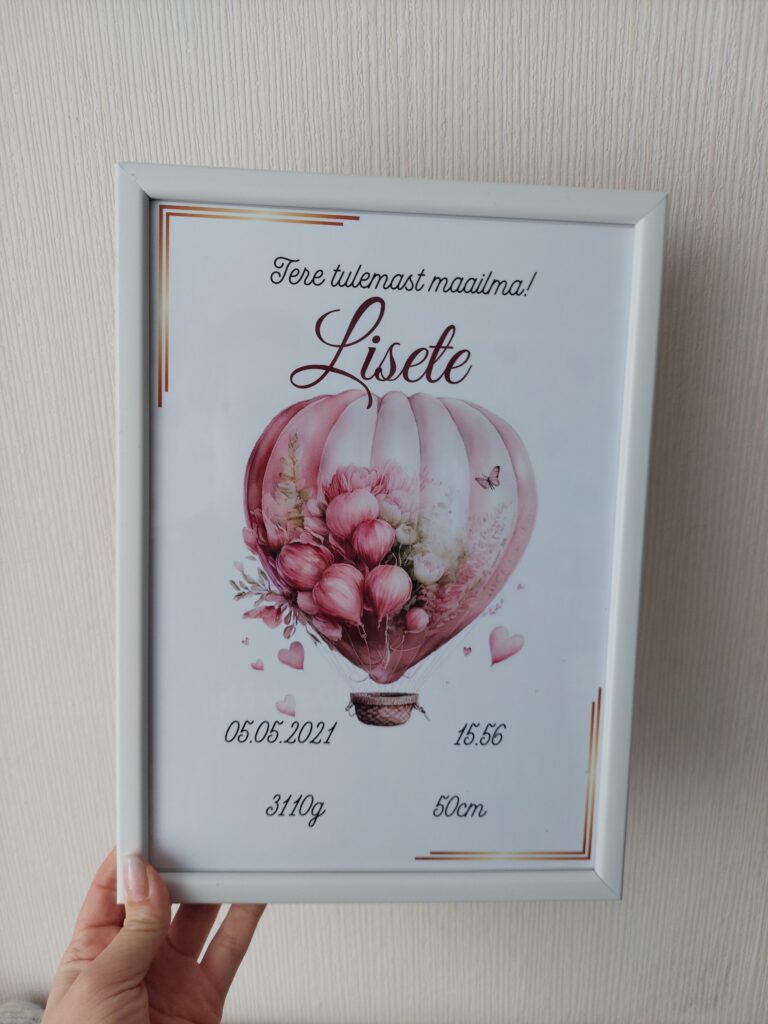 Tere tulemast maailma!
Lisete
05.05.2021 15.56
3110g 50cm